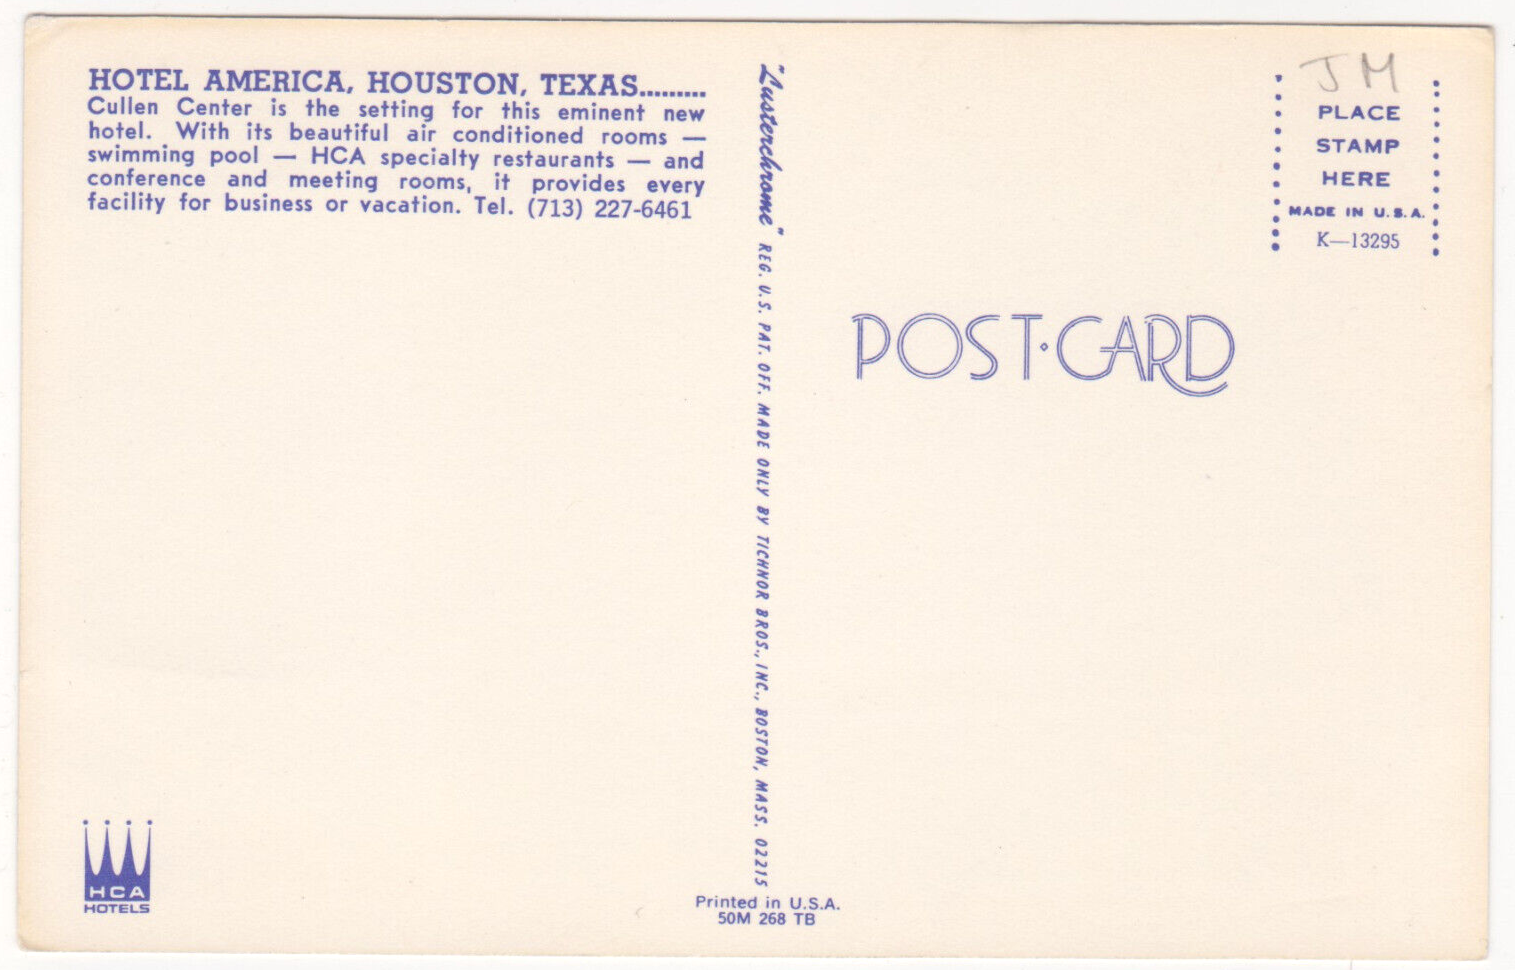 HOTEL AMERICA, HOUSTON, TEXAS.........
Cullen Center is the setting for this eminent new
hotel. With its beautiful air conditioned rooms —
swimming pool — HCA specialty restaurants — and
conference and meeting rooms, it provides every
facility for business or vacation. Tel. (713) 227-6461
HCA
HOTELS
"Lusterchrome" REG. U.S. PAT. OFF. MADE ONLY BY TICHNOR BROS., INC., BOSTON, MASS. 02215
Printed in U.S.A.
50M 268 TB
JM
PLACE
STAMP
HERE
MADE IN U.S.A.
K—13295
POST·CARD